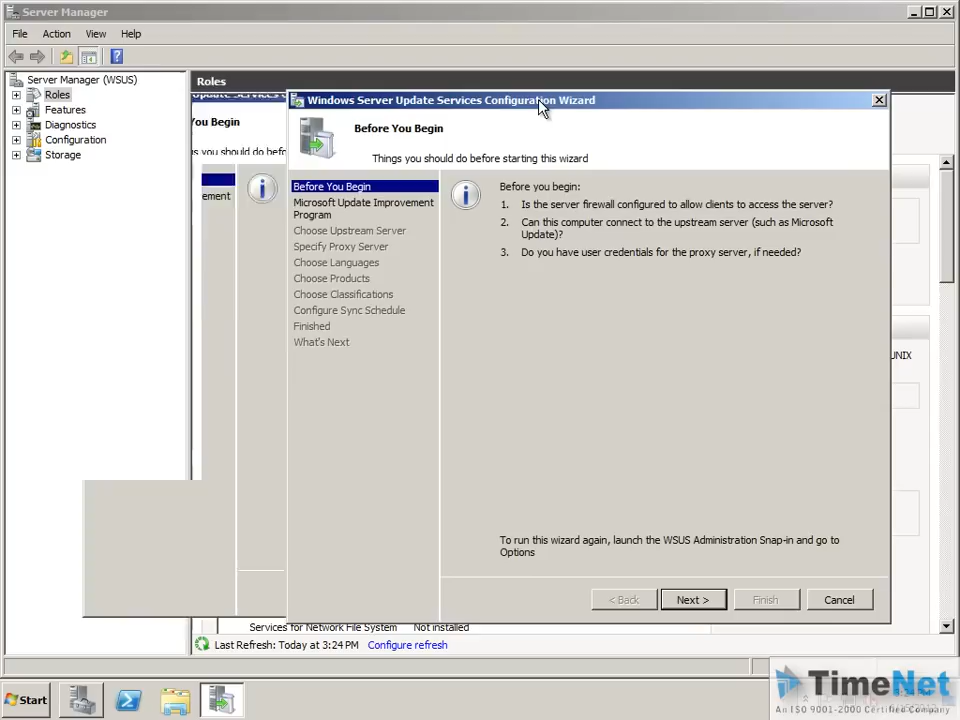 Server Manager
File Action View Help
Server Manager (WSUS)
Roles
Features
Diagnostics
Configuration
Storage
Roles
You Begin
ement
Windows Server Update Services Configuration Wizard
Before You Begin
Things you should do before starting this wizard
Before You Begin
Microsoft Update Improvement
Program
Choose Upstream Server
Specify Proxy Server
Choose Languages
Choose Products
Choose Classifications
Configure Sync Schedule
Finished
What's Next
Before you begin:
1. Is the server firewall configured to allow clients to access the server?
2. Can this computer connect to the upstream server (such as Microsoft
Update)?
3. Do you have user credentials for the proxy server, if needed?
To run this wizard again, launch the WSUS Administration Snap-in and go to
Options
< Back Next > Finish Cancel
UNIX
Services for Network File System Not installed
Last Refresh: Today at 3:24 PM Configure refresh
Start
TimeNet
An ISO 9001-2000 Certified Company